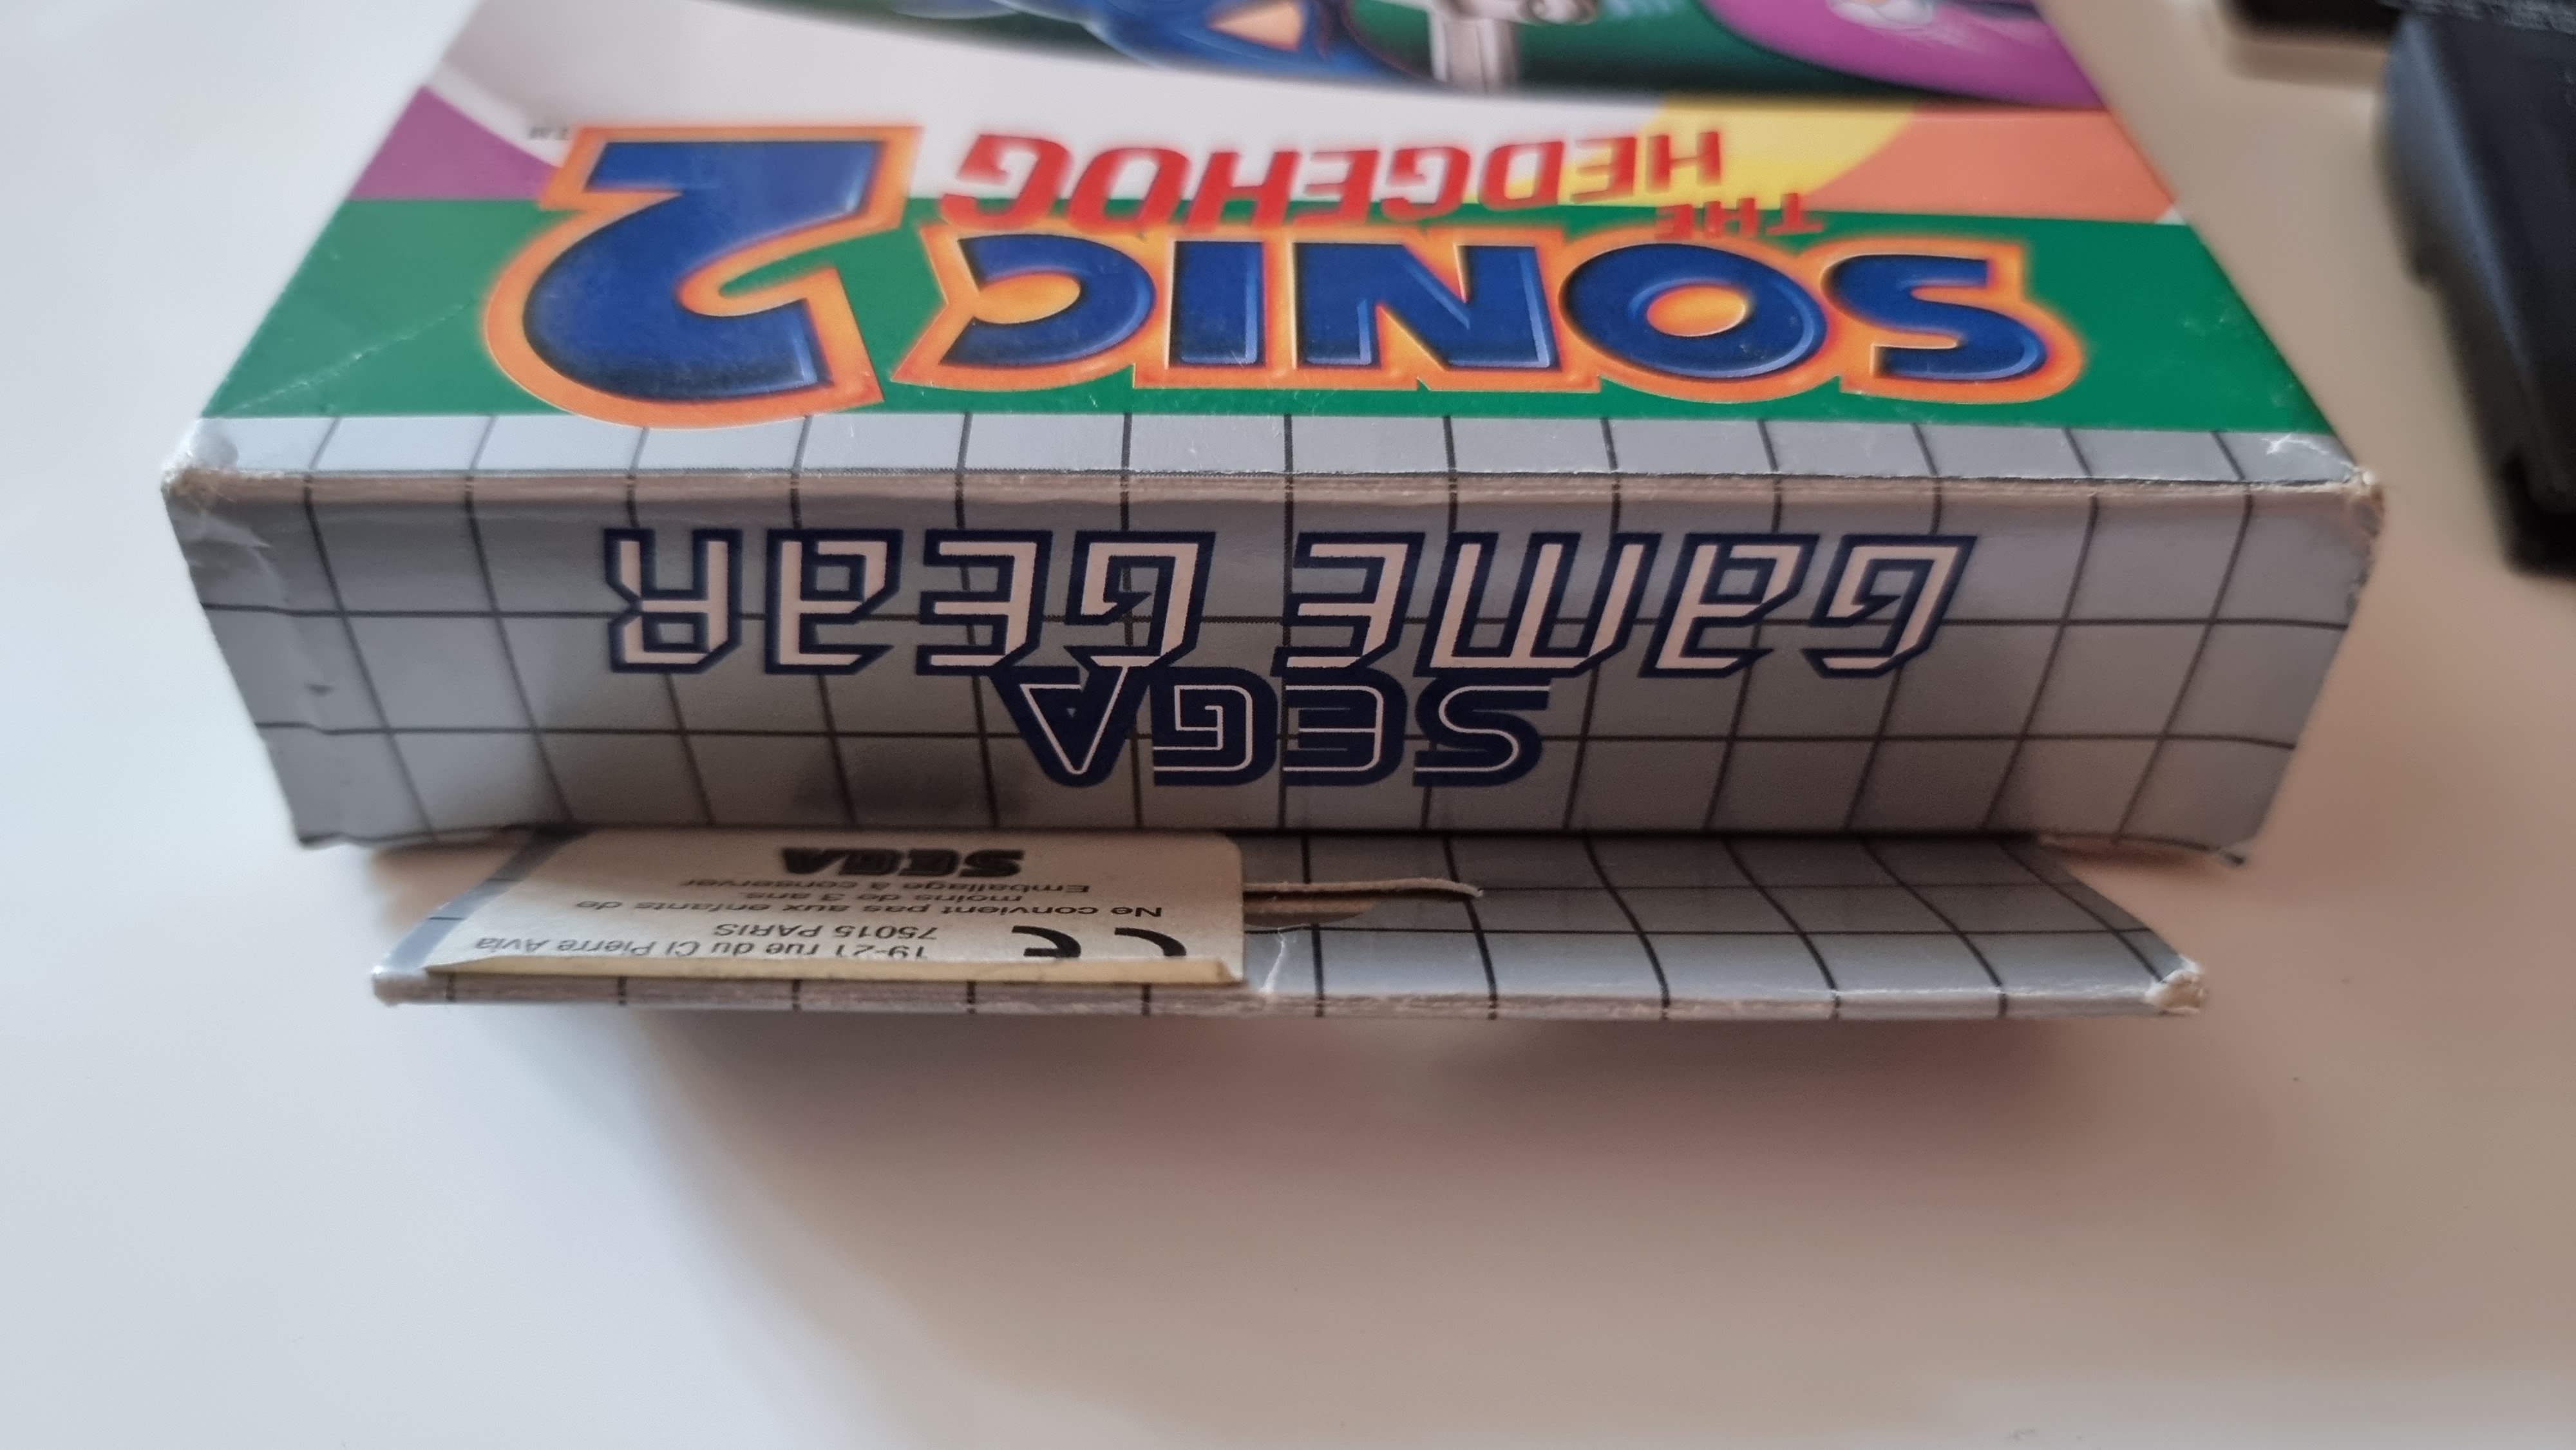 SONIC
THE
HEDGEHOG
2
TM
SEGA
GAME GEAR
19-21 rue du Cl Pierre Avia
75015 PARIS
CE
Ne convient pas aux enfants de
moins de 3 ans.
Emballage à conserver
SEGA